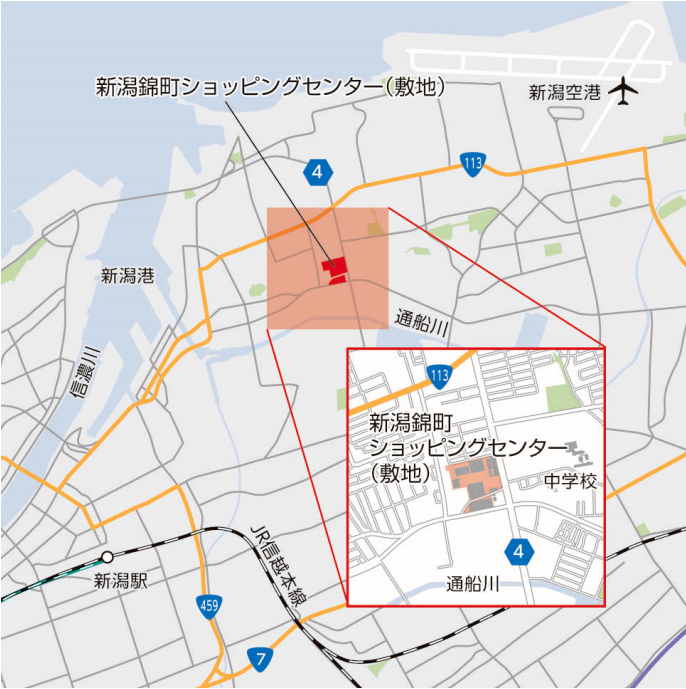 新潟錦町ショッピングセンター(敷地)
新潟空港
4
113
新潟港
通船川
信濃川
113
新潟錦町
ショッピングセンター
(敷地)
中学校
4
通船川
JR信越本線
新潟駅
459
7